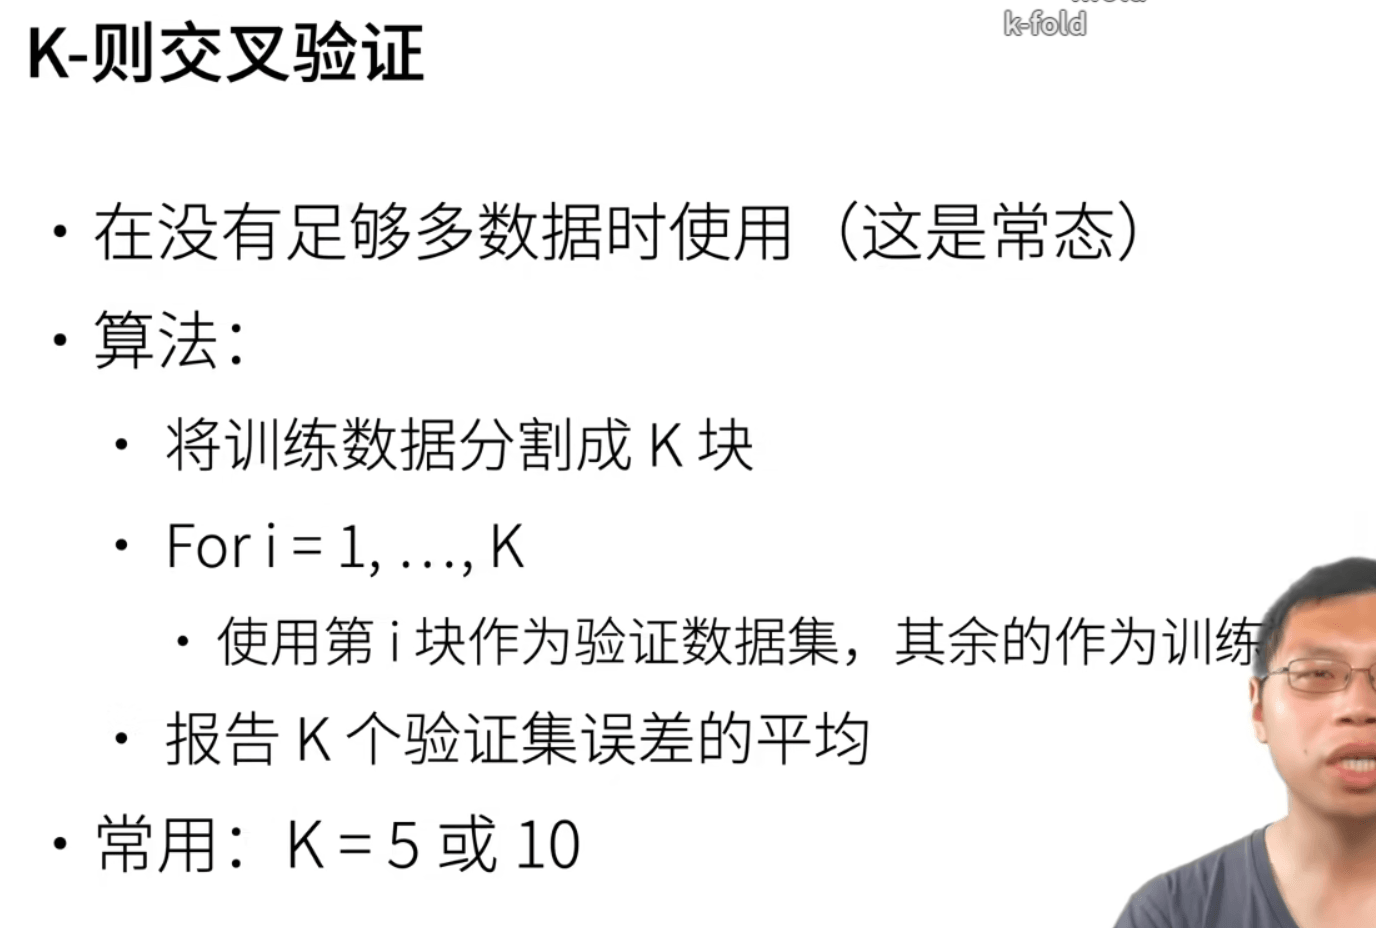 k-fold
K-则交叉验证
• 在没有足够多数据时使用（这是常态）
• 算法：
• 将训练数据分割成 K 块
• For i = 1, …, K
• 使用第 i 块作为验证数据集，其余的作为训练
• 报告 K 个验证集误差的平均
• 常用：K = 5 或 10